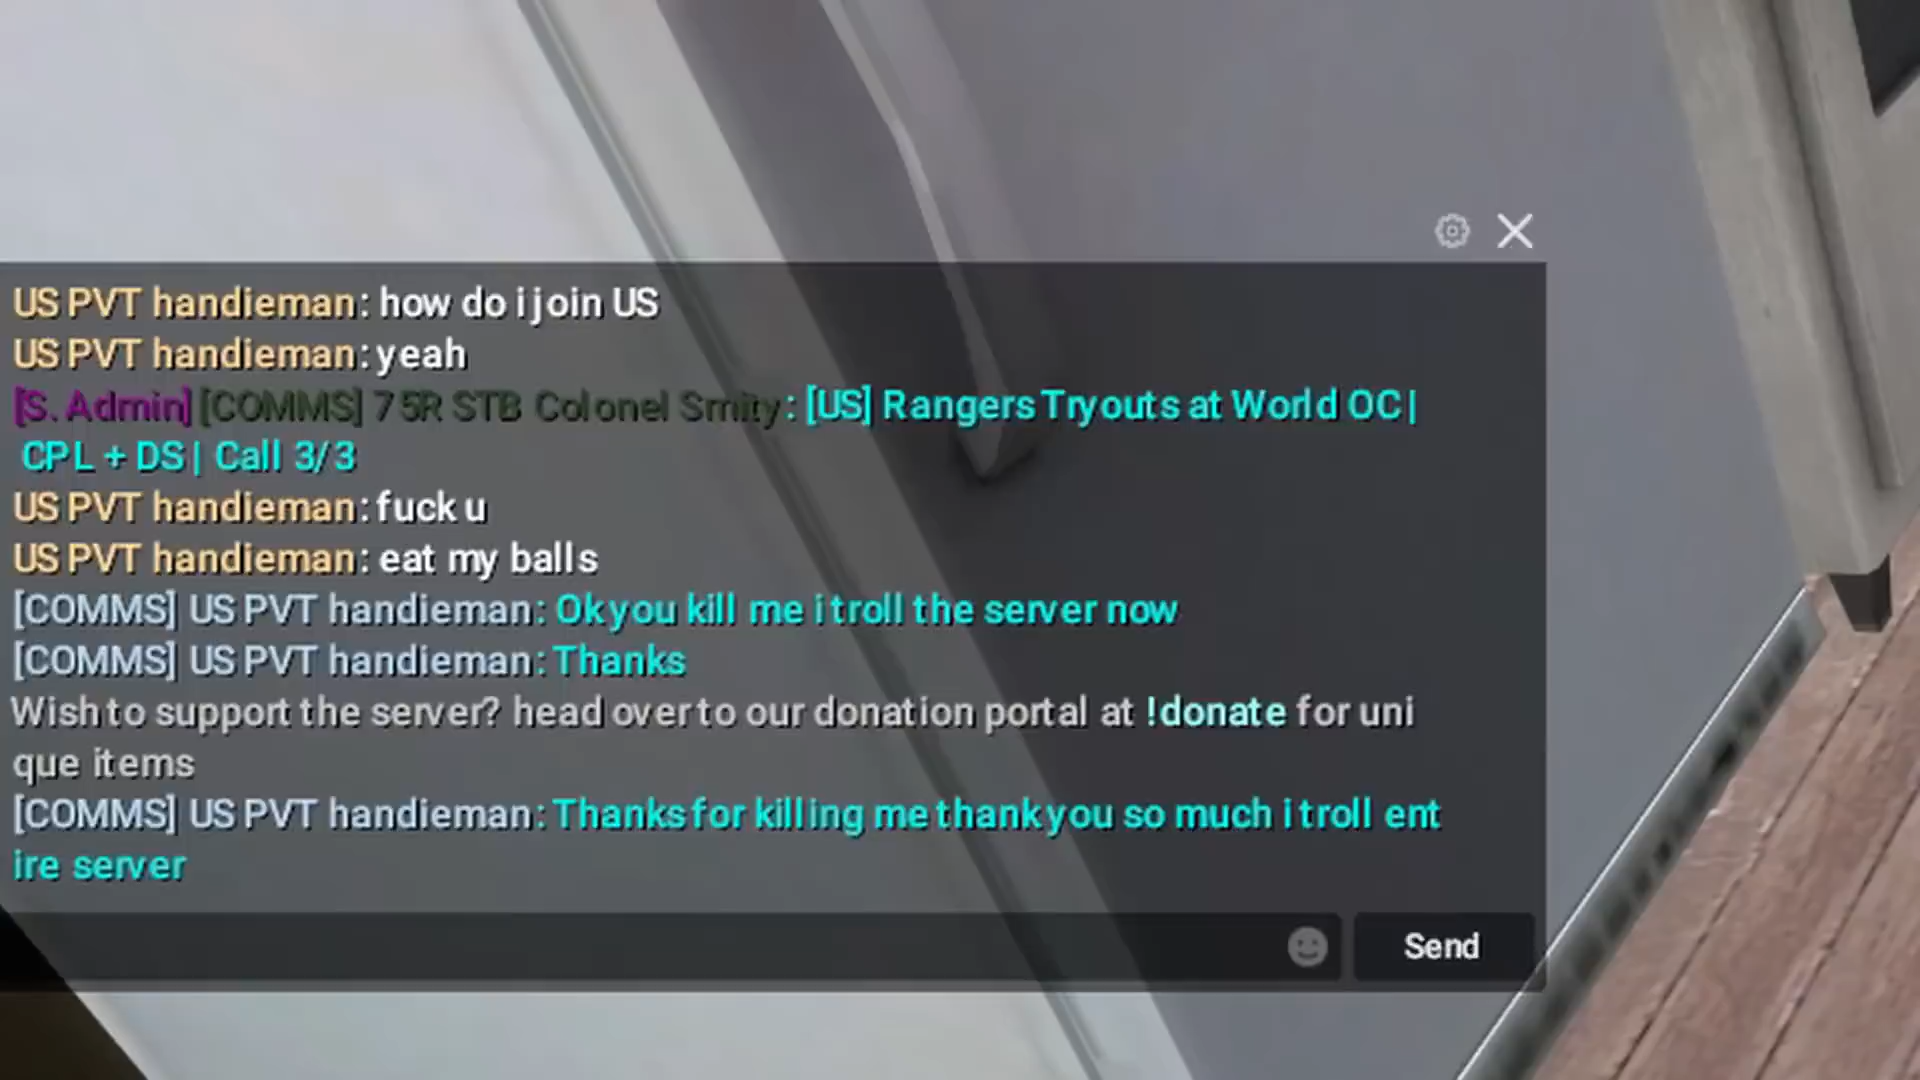 US PVT handieman: how do i join US
US PVT handieman: yeah
[S. Admin] [COMMS] 75R STB Colonel Smity: [US] Rangers Tryouts at World OC |
CPL + DS | Call 3/3
US PVT handieman: fuck u
US PVT handieman: eat my balls
[COMMS] US PVT handieman: Ok you kill me i troll the server now
[COMMS] US PVT handieman: Thanks
Wish to support the server? head over to our donation portal at !donate for uni
que items
[COMMS] US PVT handieman: Thanks for killing me thank you so much i troll ent
ire server
Send